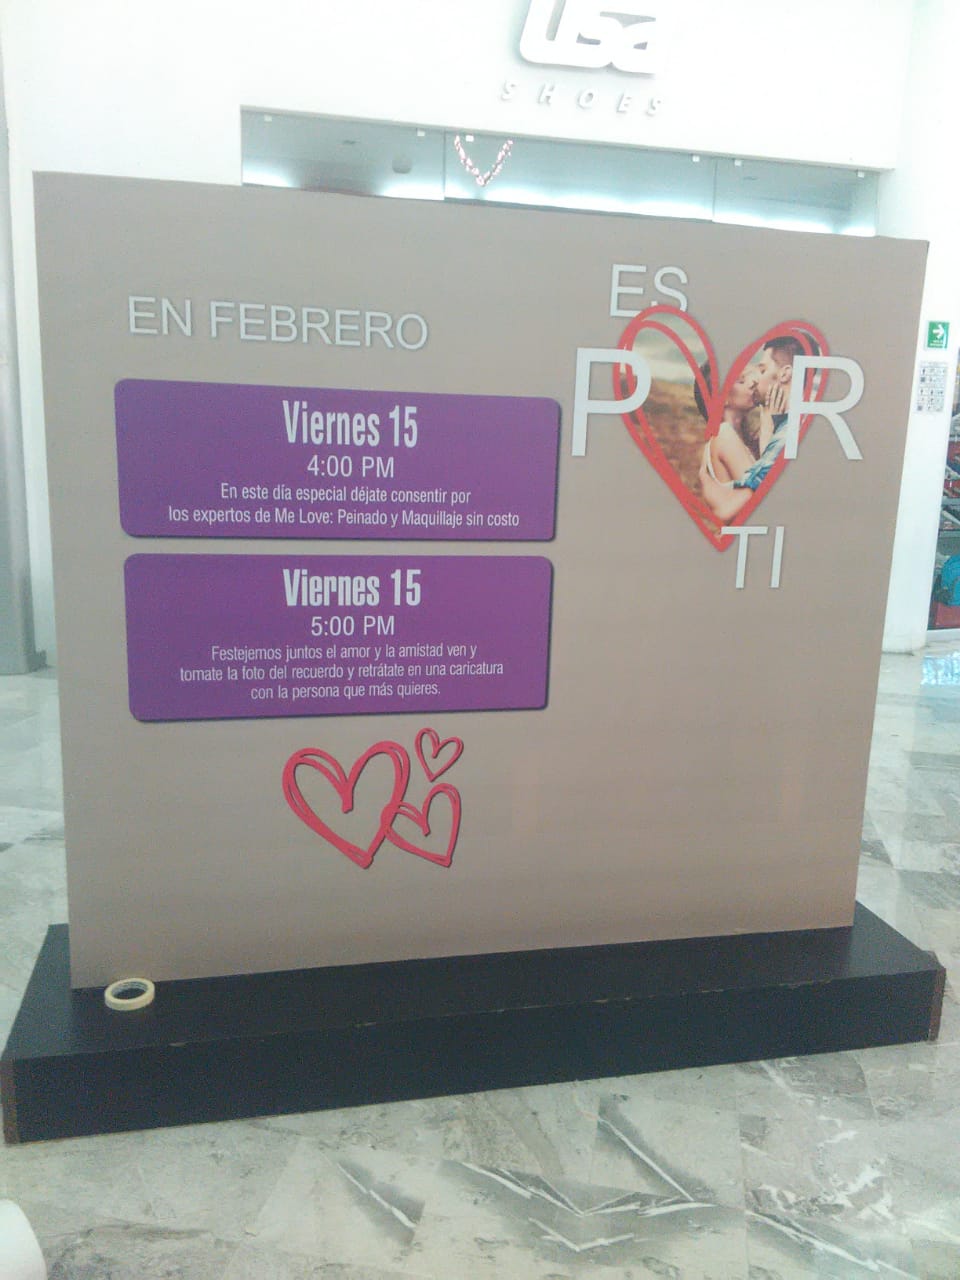 usa
SHOES
EN FEBRERO
Viernes 15
4:00 PM
En este día especial déjate consentir por
los expertos de Me Love: Peinado y Maquillaje sin costo
Viernes 15
5:00 PM
Festejemos juntos el amor y la amistad ven y
tomate la foto del recuerdo y retrátate en una caricatura
con la persona que más quieres.
ES
P R
TI